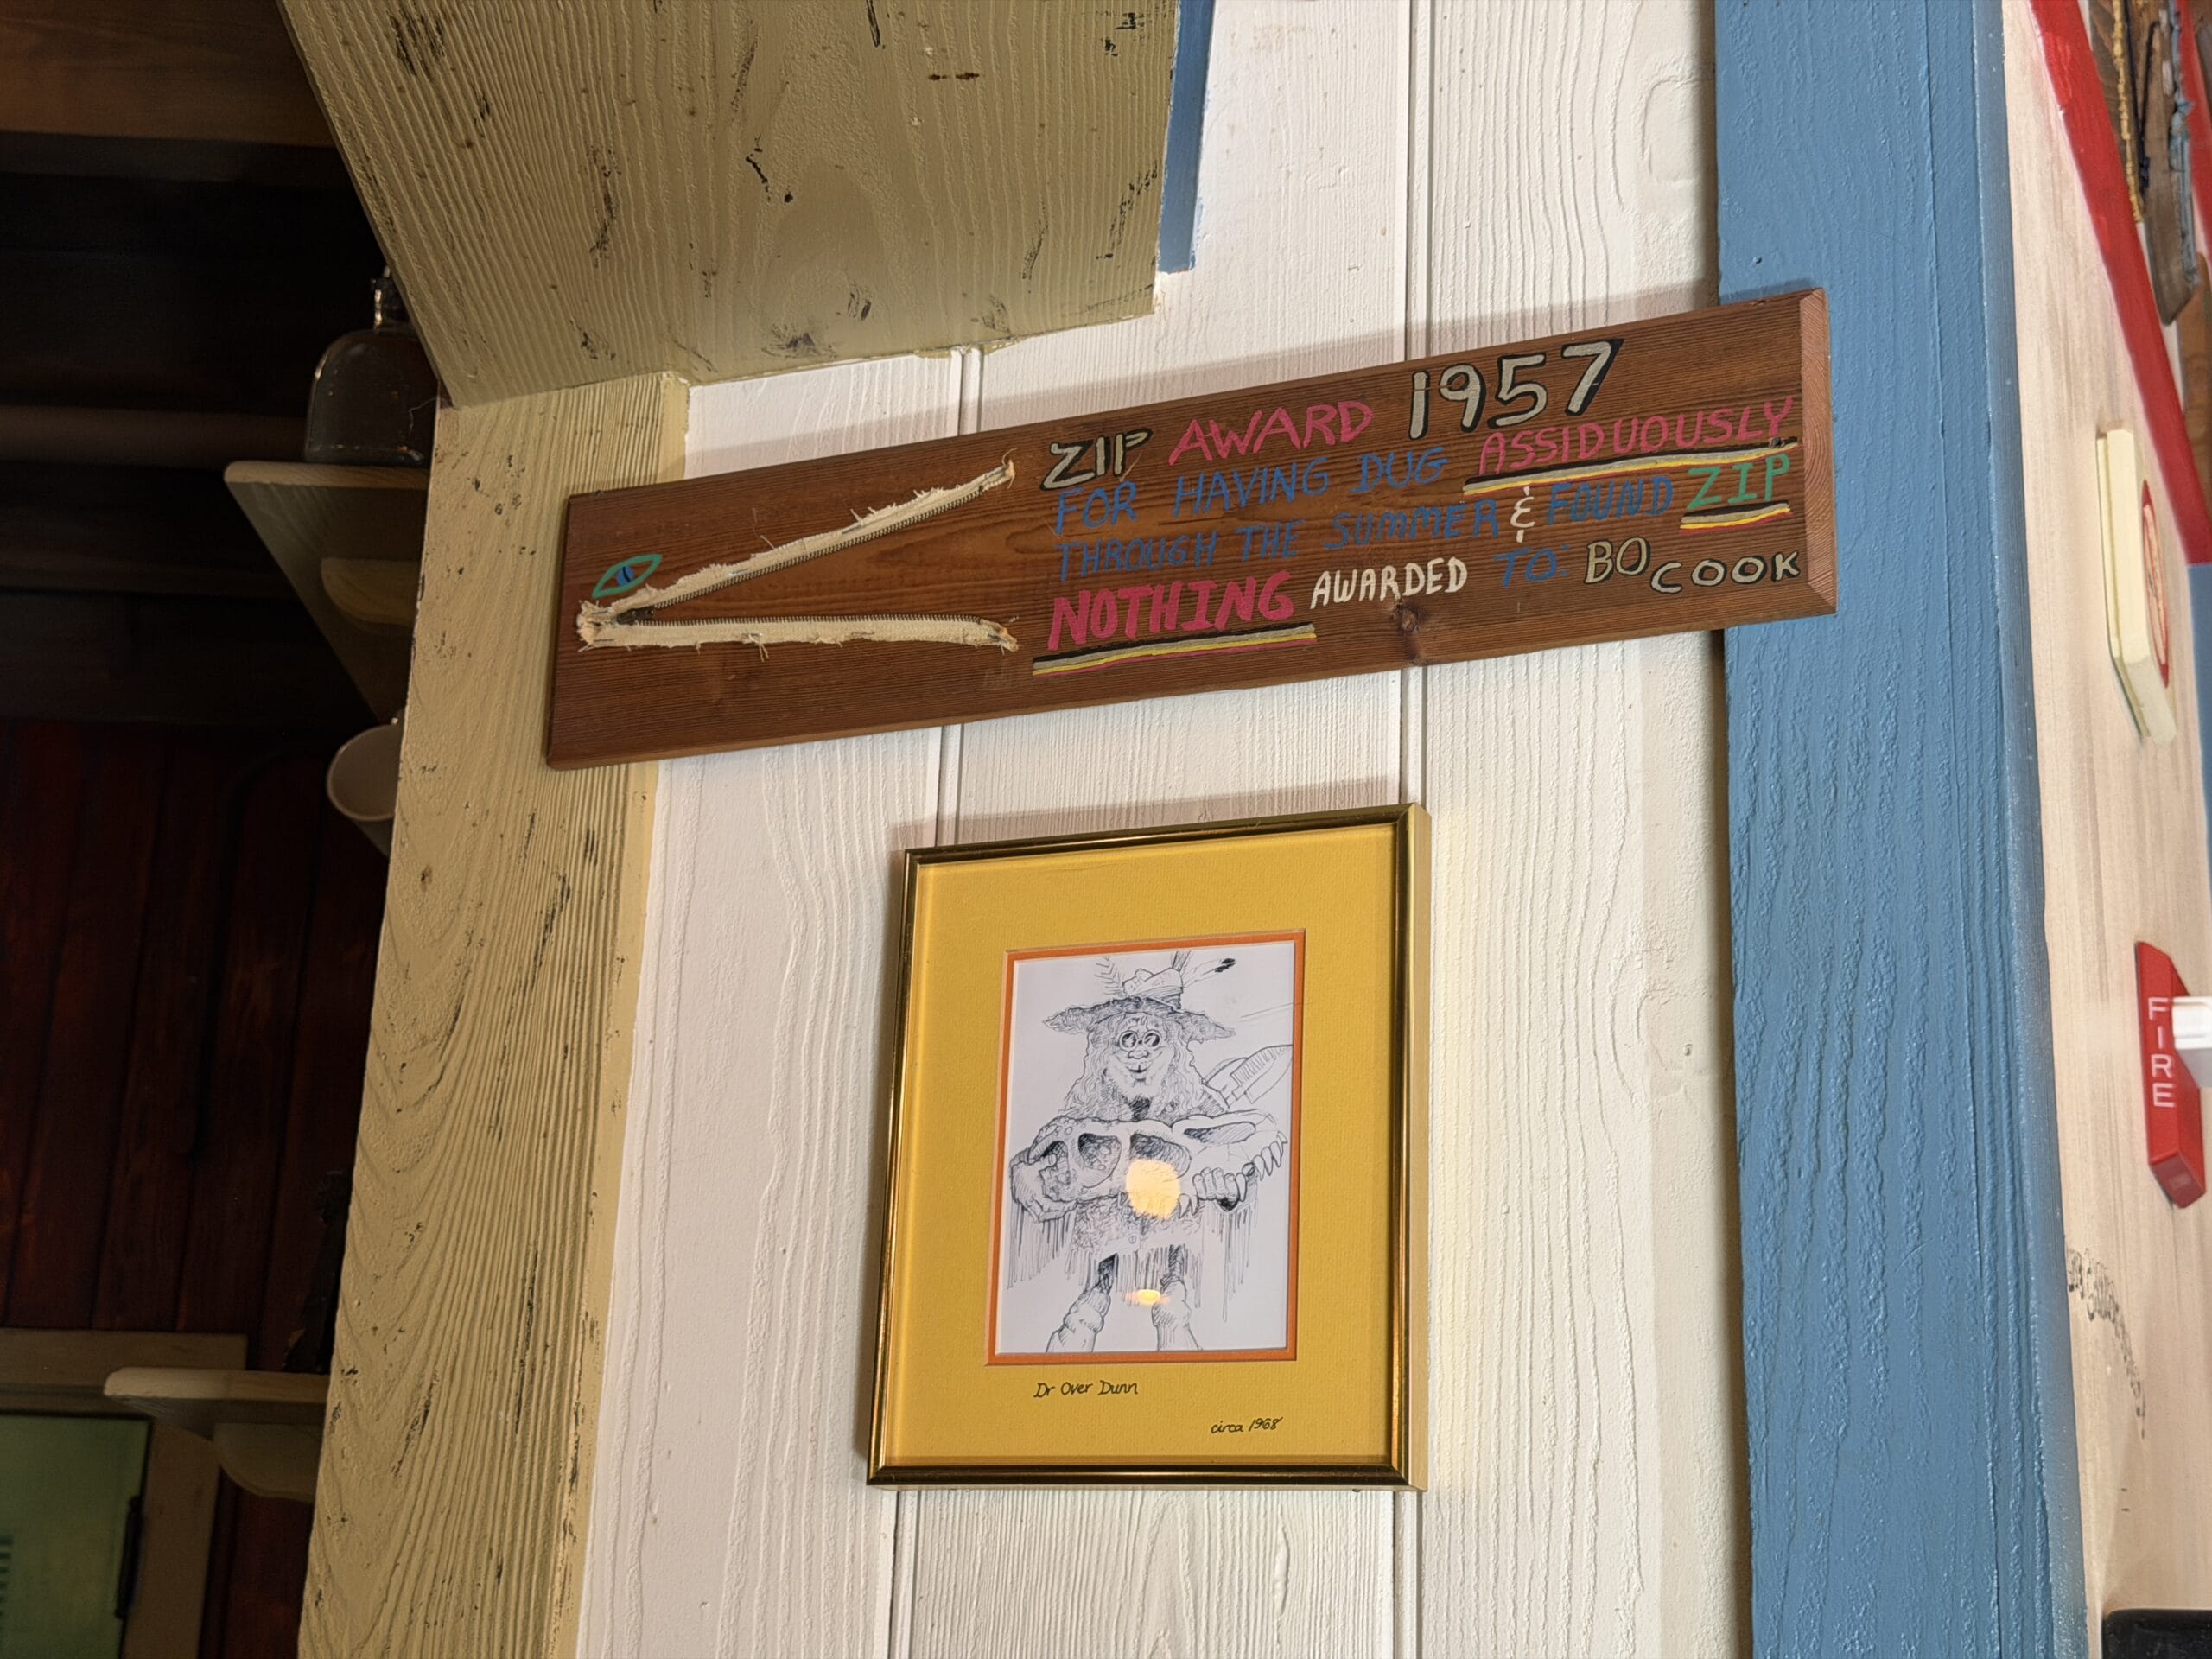 ZIP AWARD 1957
FOR HAVING DUG ASSIDUOUSLY
THROUGH THE SUMMER & FOUND ZIP
NOTHING AWARDED TO: BO COOK
Dr Over Dunn
circa 1968
FIRE